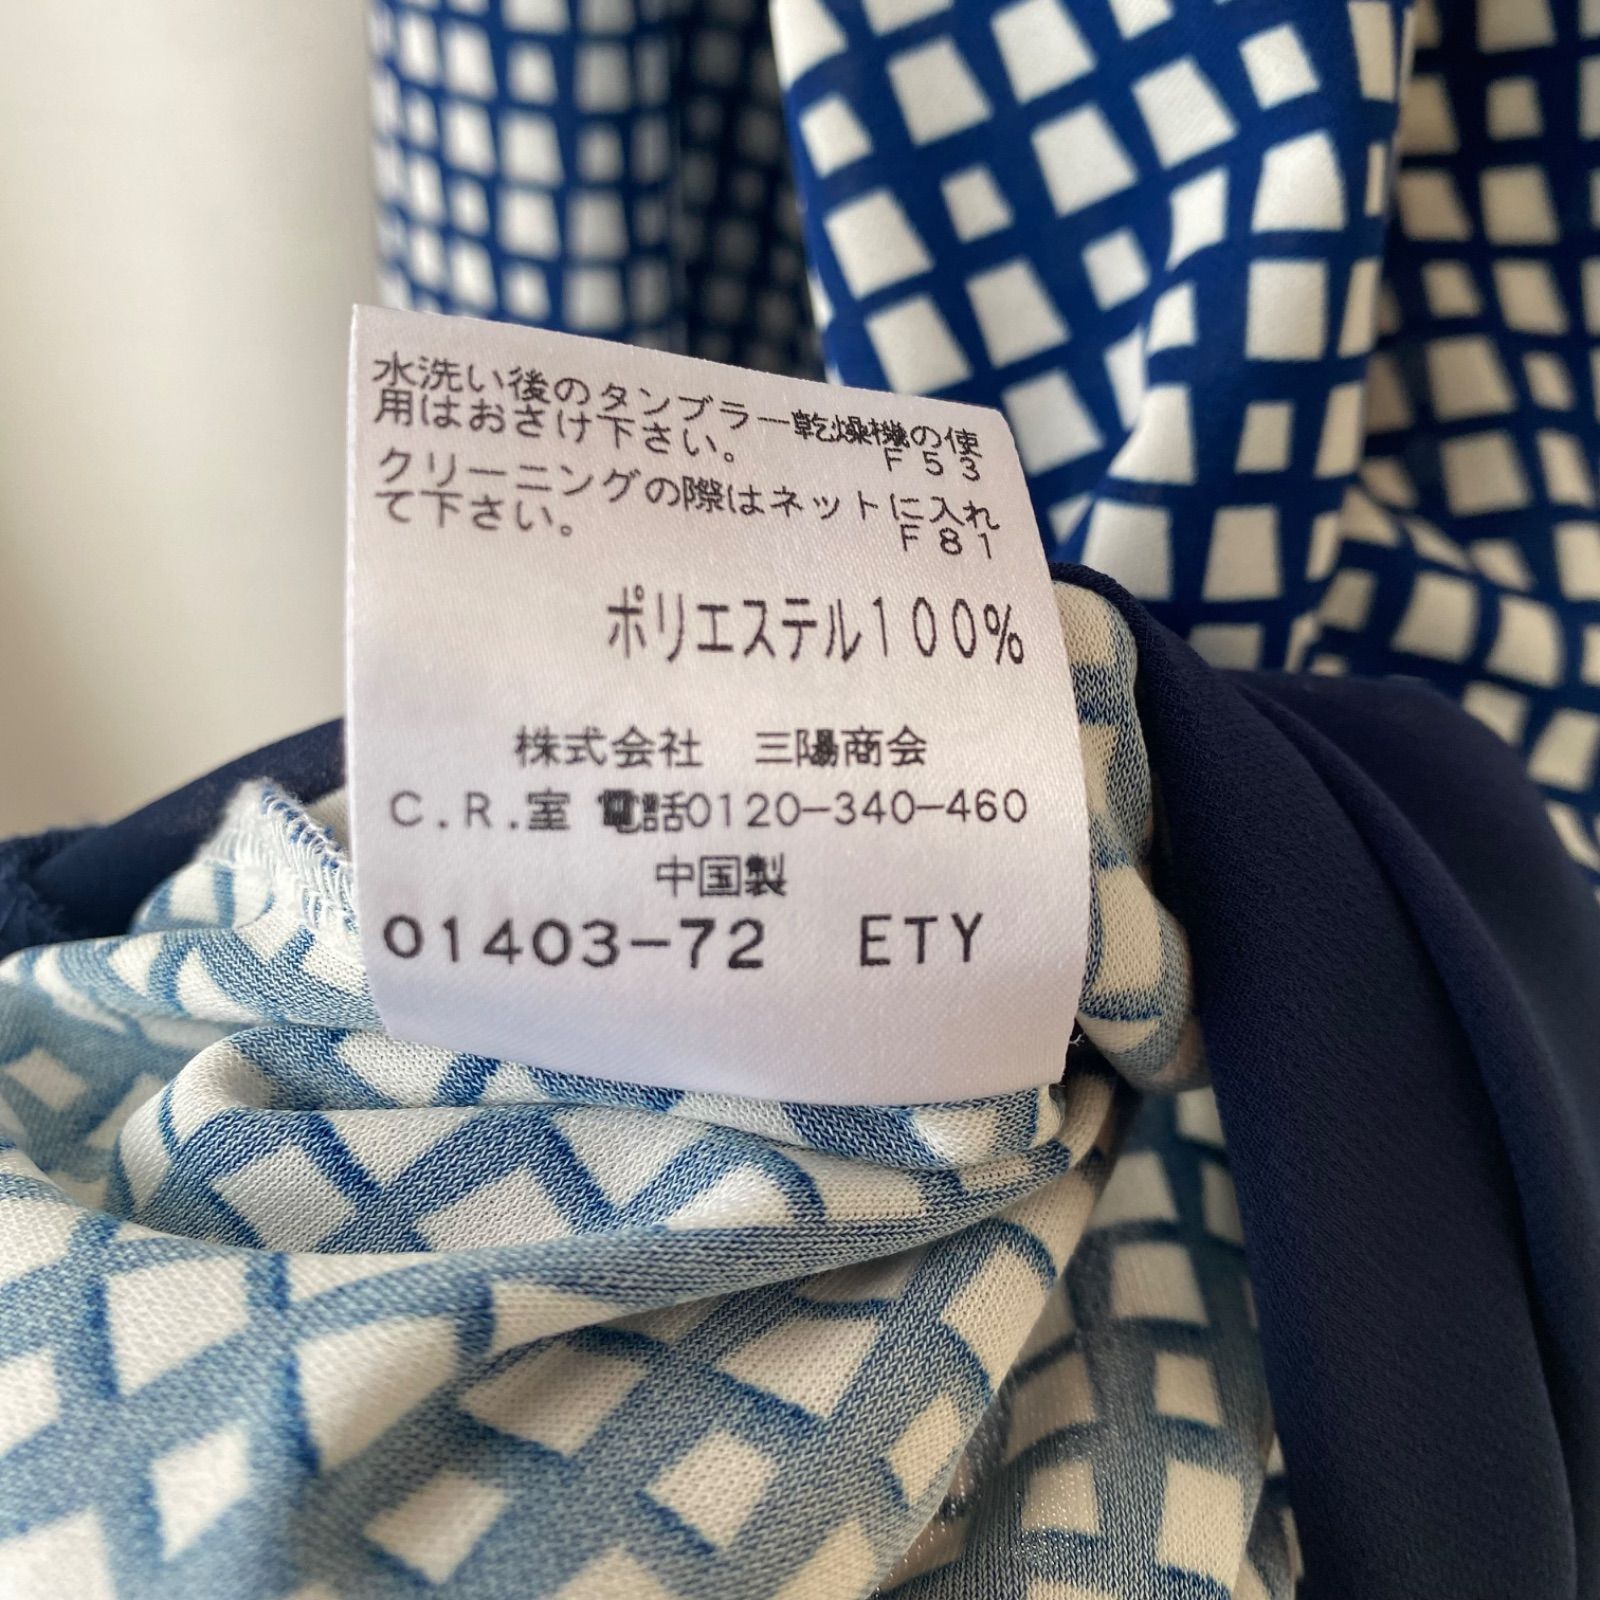 水洗い後のタンブラー乾燥機の使
用はおさけ下さい。 F53
クリーニングの際はネットに入れ
て下さい。 F81
ポリエステル100%
株式会社 三陽商会
C.R.室 電話0120-340-460
中国製
01403-72 ETY